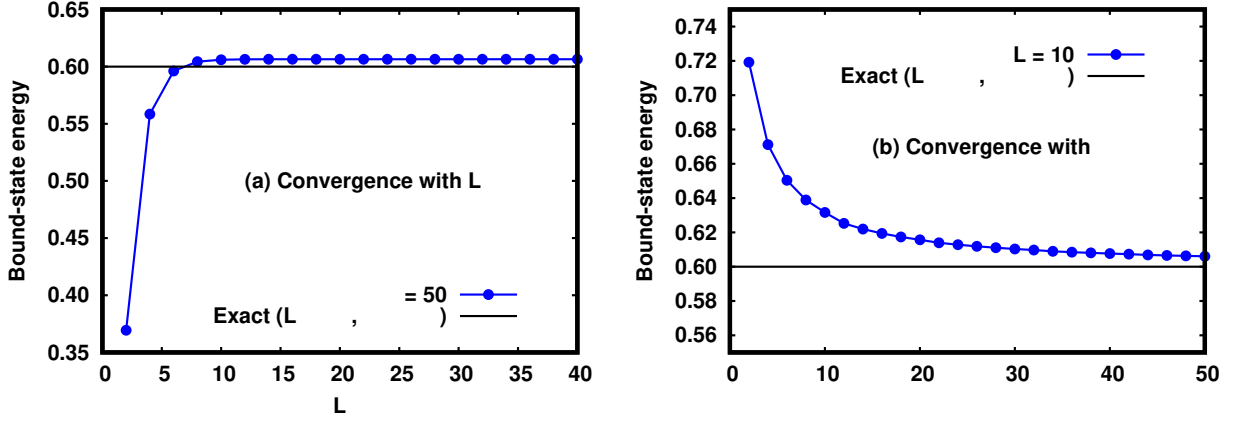 Bound-state energy
0.65
0.60
0.55
0.50
0.45
0.40
0.35
(a) Convergence with L
= 50
Exact (L , )
0 5 10 15 20 25 30 35 40
L
Bound-state energy
0.74
0.72
0.70
0.68
0.66
0.64
0.62
0.60
0.58
0.56
L = 10
Exact (L , )
(b) Convergence with
0 10 20 30 40 50